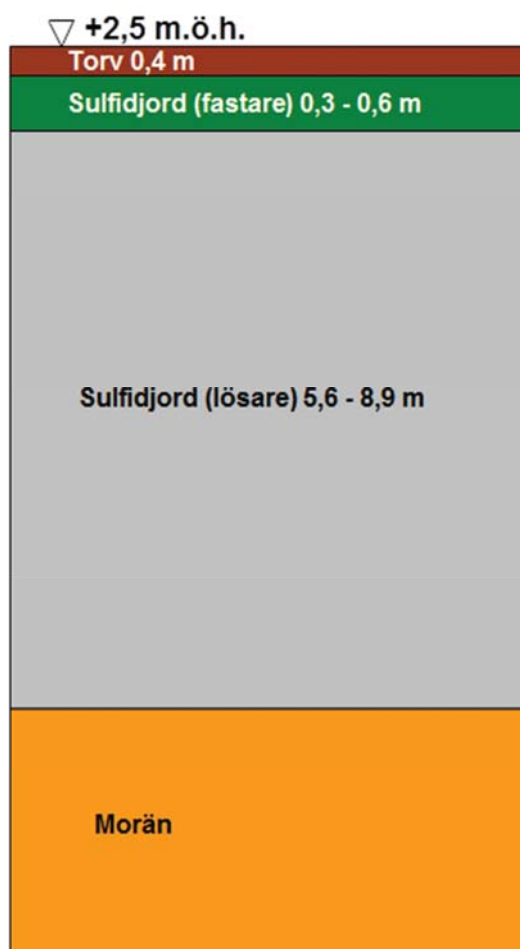 +2,5 m.ö.h.
Torv 0,4 m
Sulfidjord (fastare) 0,3 - 0,6 m
Sulfidjord (lösare) 5,6 - 8,9 m
Morän